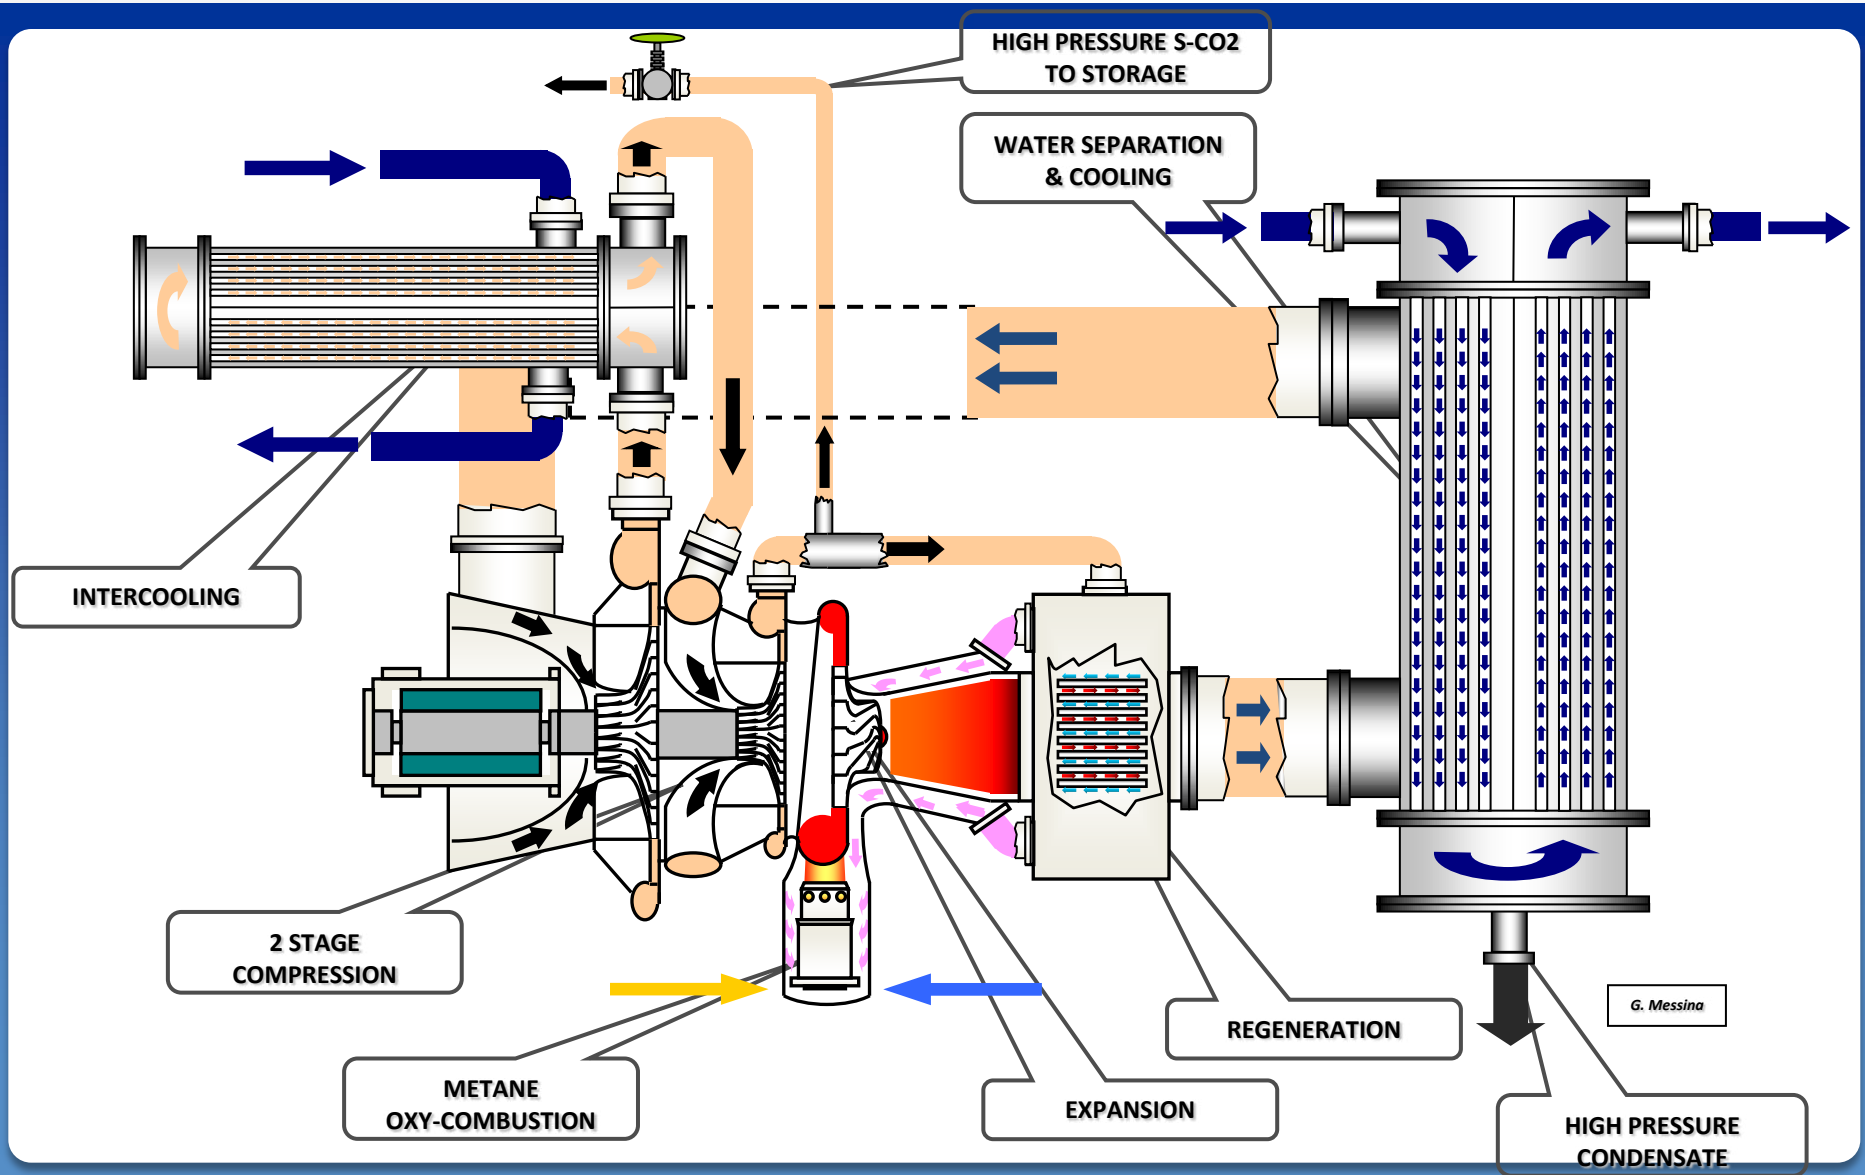 HIGH PRESSURE S-CO2
TO STORAGE
WATER SEPARATION
& COOLING
INTERCOOLING
2 STAGE
COMPRESSION
METANE
OXY-COMBUSTION
EXPANSION
REGENERATION
G. Messina
HIGH PRESSURE
CONDENSATE